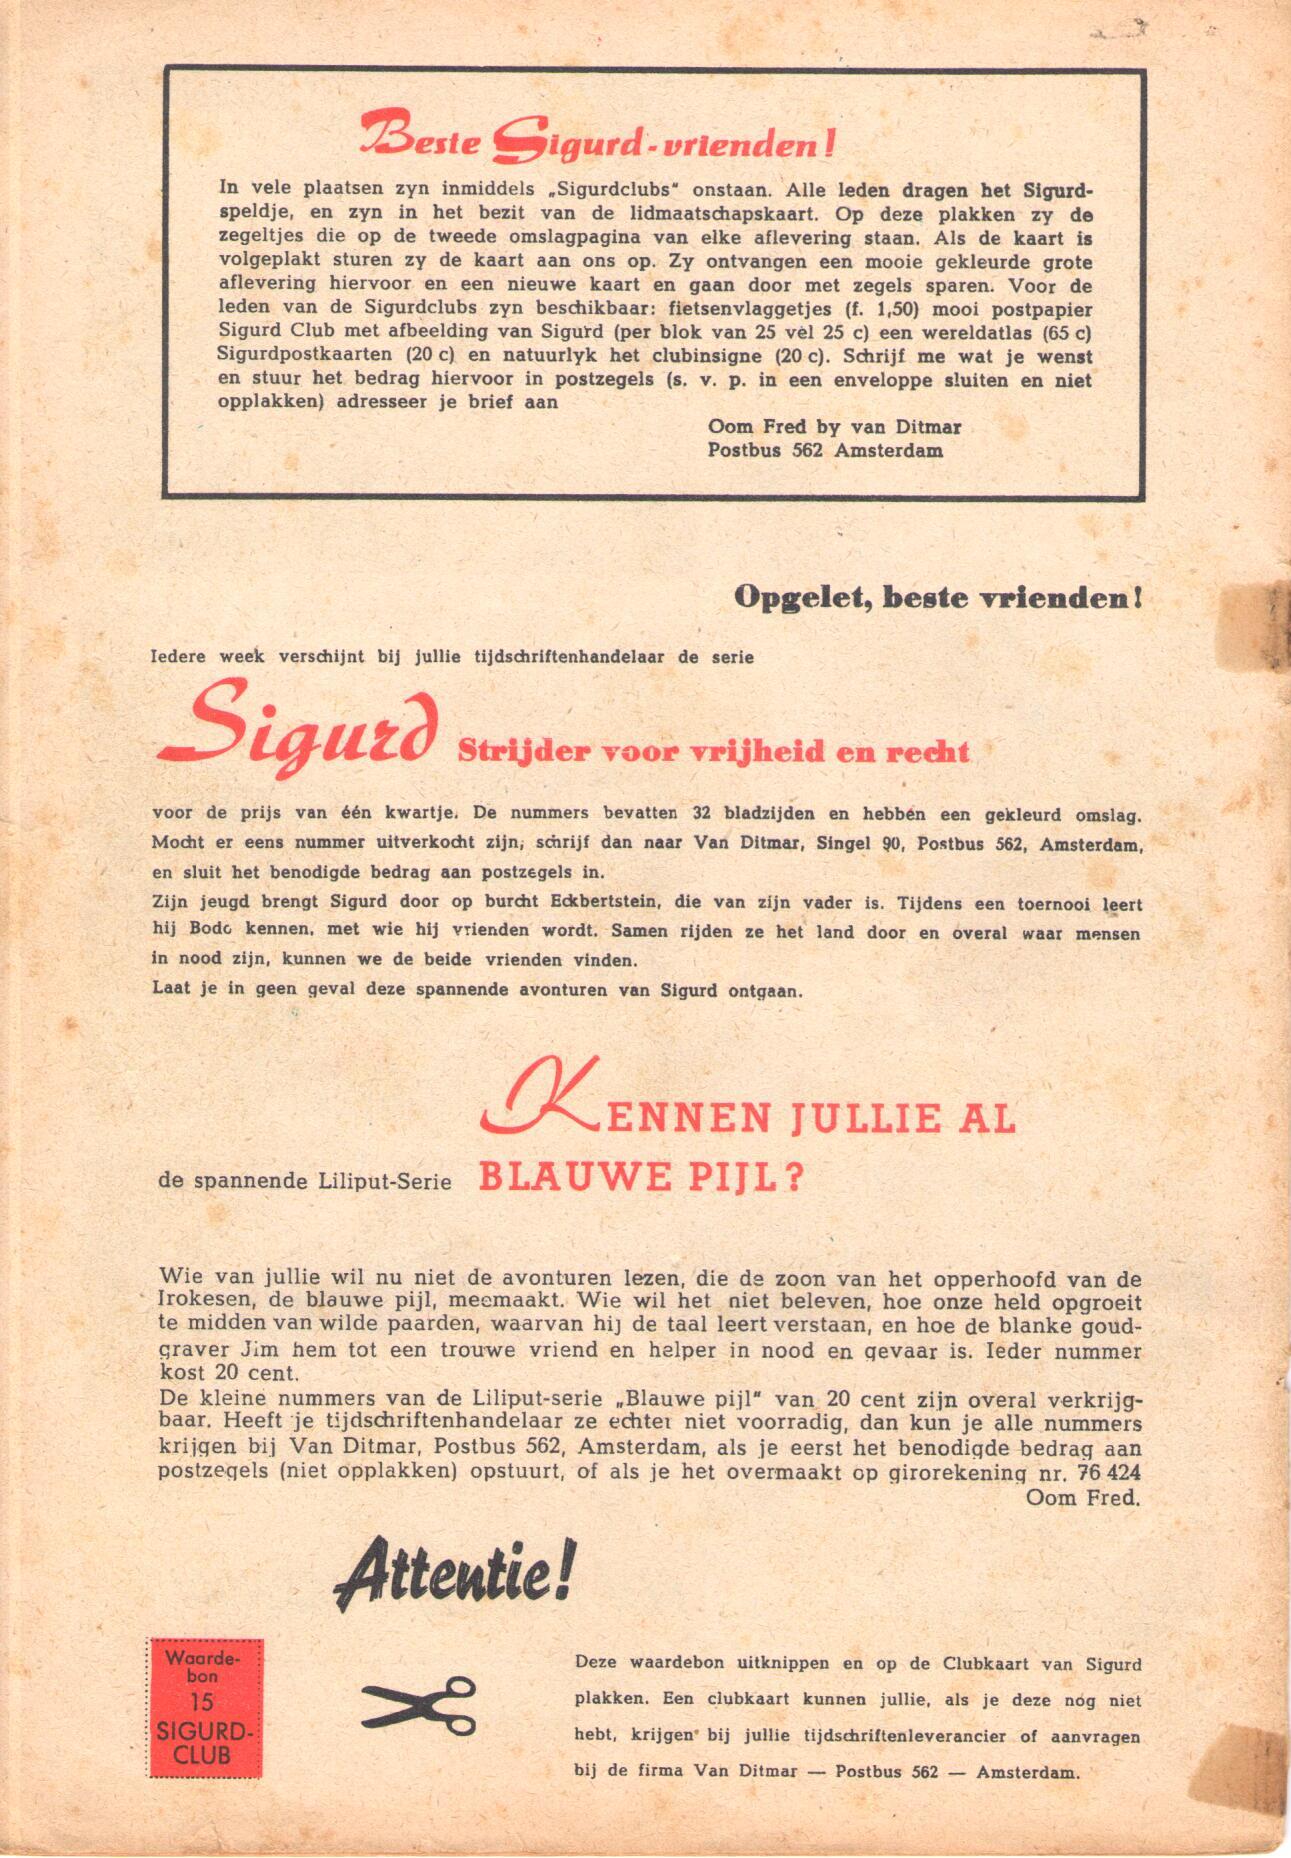 Beste Sigurd-vrienden!
In vele plaatsen zyn inmiddels „Sigurdclubs" onstaan. Alle leden dragen het Sigurd-
speldje, en zyn in het bezit van de lidmaatschapskaart. Op deze plakken zy de
zegeltjes die op de tweede omslagpagina van elke aflevering staan. Als de kaart is
volgeplakt sturen zy de kaart aan ons op. Zy ontvangen een mooie gekleurde grote
aflevering hiervoor en een nieuwe kaart en gaan door met zegels sparen. Voor de
leden van de Sigurdclubs zyn beschikbaar: fietsenvlaggetjes (f. 1,50) mooi postpapier
Sigurd Club met afbeelding van Sigurd (per blok van 25 vel 25 c) een wereldatlas (65 c)
Sigurdpostkaarten (20 c) en natuurlyk het clubinsigne (20 c). Schrijf me wat je wenst
en stuur het bedrag hiervoor in postzegels (s. v. p. in een enveloppe sluiten en niet
opplakken) adresseer je brief aan
Oom Fred by van Ditmar
Postbus 562 Amsterdam
Opgelet, beste vrienden!
Iedere week verschijnt bij jullie tijdschriftenhandelaar de serie
Sigurd Strijder voor vrijheid en recht
voor de prijs van één kwartje. De nummers bevatten 32 bladzijden en hebben een gekleurd omslag.
Mocht er eens nummer uitverkocht zijn, schrijf dan naar Van Ditmar, Singel 90, Postbus 562, Amsterdam,
en sluit het benodigde bedrag aan postzegels in.
Zijn jeugd brengt Sigurd door op burcht Eckbertstein, die van zijn vader is. Tijdens een toernooi leert
hij Bodo kennen, met wie hij vrienden wordt. Samen rijden ze het land door en overal waar mensen
in nood zijn, kunnen we de beide vrienden vinden.
Laat je in geen geval deze spannende avonturen van Sigurd ontgaan.
KENNEN JULLIE AL
de spannende Liliput-Serie BLAUWE PIJL?
Wie van jullie wil nu niet de avonturen lezen, die de zoon van het opperhoofd van de
Irokesen, de blauwe pijl, meemaakt. Wie wil het niet beleven, hoe onze held opgroeit
te midden van wilde paarden, waarvan hij de taal leert verstaan, en hoe de blanke goud-
graver Jim hem tot een trouwe vriend en helper in nood en gevaar is. Ieder nummer
kost 20 cent.
De kleine nummers van de Liliput-serie „Blauwe pijl" van 20 cent zijn overal verkrijg-
baar. Heeft je tijdschriftenhandelaar ze echter niet voorradig, dan kun je alle nummers
krijgen bij Van Ditmar, Postbus 562, Amsterdam, als je eerst het benodigde bedrag aan
postzegels (niet opplakken) opstuurt, of als je het overmaakt op girorekening nr. 76 424
Oom Fred.
Attentie!
Waarde-
bon
15
SIGURD-
CLUB
Deze waardebon uitknippen en op de Clubkaart van Sigurd
plakken. Een clubkaart kunnen jullie, als je deze nog niet
hebt, krijgen bij jullie tijdschriftenleverancier of aanvragen
bij de firma Van Ditmar — Postbus 562 — Amsterdam.